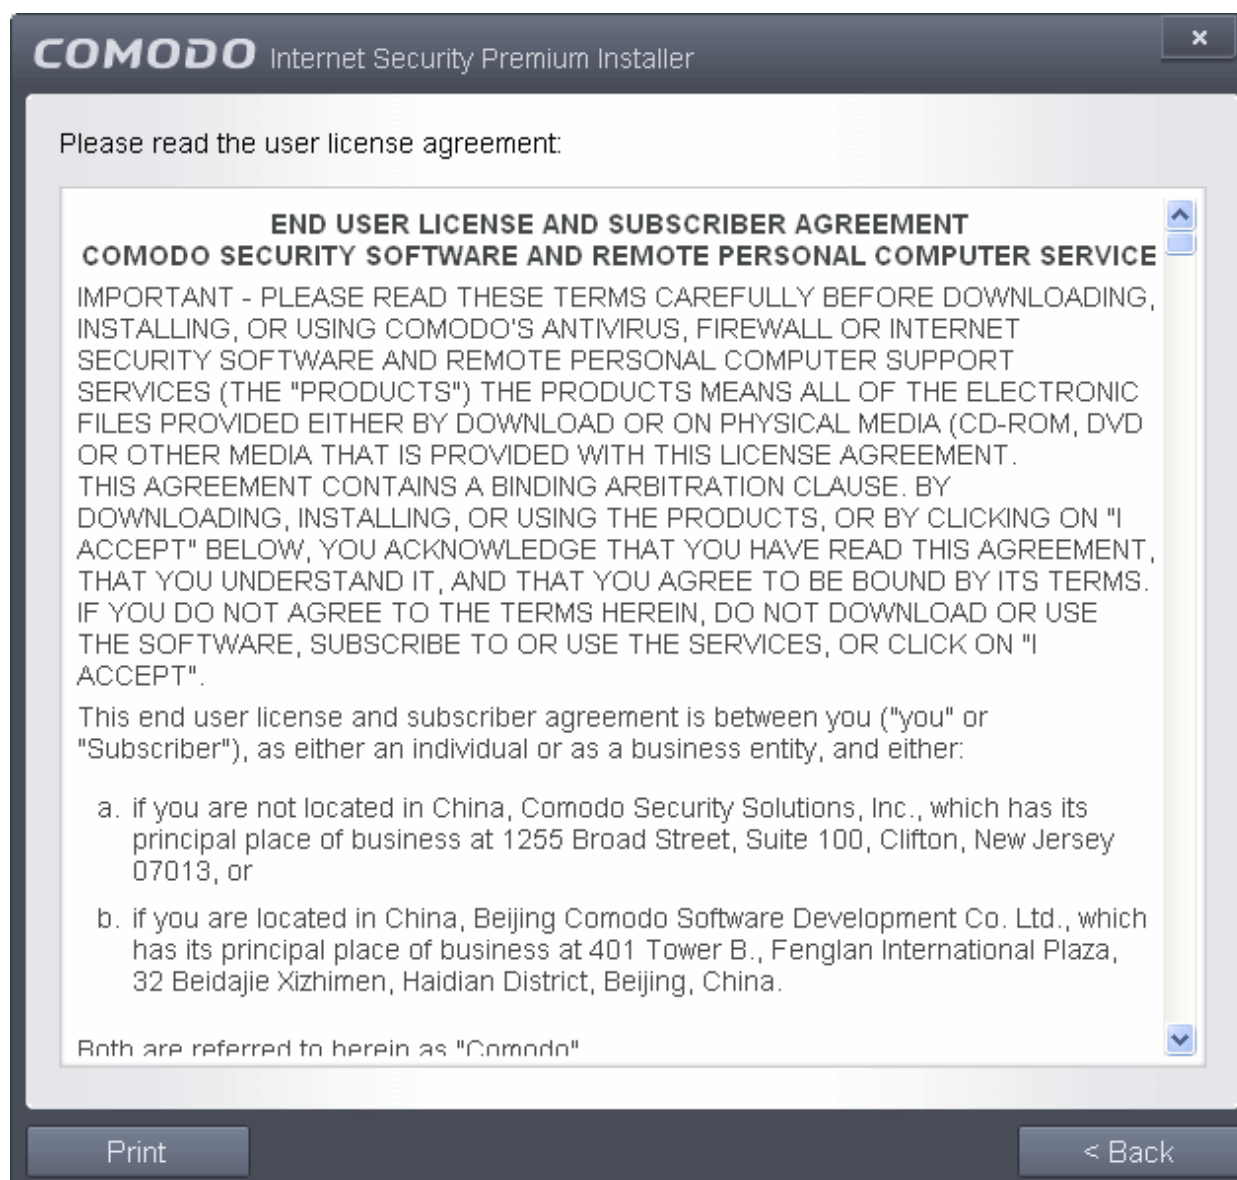 COMODO Internet Security Premium Installer
×
Please read the user license agreement:
END USER LICENSE AND SUBSCRIBER AGREEMENT
COMODO SECURITY SOFTWARE AND REMOTE PERSONAL COMPUTER SERVICE
IMPORTANT - PLEASE READ THESE TERMS CAREFULLY BEFORE DOWNLOADING,
INSTALLING, OR USING COMODO'S ANTIVIRUS, FIREWALL OR INTERNET
SECURITY SOFTWARE AND REMOTE PERSONAL COMPUTER SUPPORT
SERVICES (THE "PRODUCTS") THE PRODUCTS MEANS ALL OF THE ELECTRONIC
FILES PROVIDED EITHER BY DOWNLOAD OR ON PHYSICAL MEDIA (CD-ROM, DVD
OR OTHER MEDIA THAT IS PROVIDED WITH THIS LICENSE AGREEMENT.
THIS AGREEMENT CONTAINS A BINDING ARBITRATION CLAUSE. BY
DOWNLOADING, INSTALLING, OR USING THE PRODUCTS, OR BY CLICKING ON "I
ACCEPT" BELOW, YOU ACKNOWLEDGE THAT YOU HAVE READ THIS AGREEMENT,
THAT YOU UNDERSTAND IT, AND THAT YOU AGREE TO BE BOUND BY ITS TERMS.
IF YOU DO NOT AGREE TO THE TERMS HEREIN, DO NOT DOWNLOAD OR USE
THE SOFTWARE, SUBSCRIBE TO OR USE THE SERVICES, OR CLICK ON "I
ACCEPT".
This end user license and subscriber agreement is between you ("you" or
"Subscriber"), as either an individual or as a business entity, and either:
a. if you are not located in China, Comodo Security Solutions, Inc., which has its
principal place of business at 1255 Broad Street, Suite 100, Clifton, New Jersey
07013, or
b. if you are located in China, Beijing Comodo Software Development Co. Ltd., which
has its principal place of business at 401 Tower B., Fenglan International Plaza,
32 Beidajie Xizhimen, Haidian District, Beijing, China.
Both are referred to herein as "Comodo"
Print
< Back